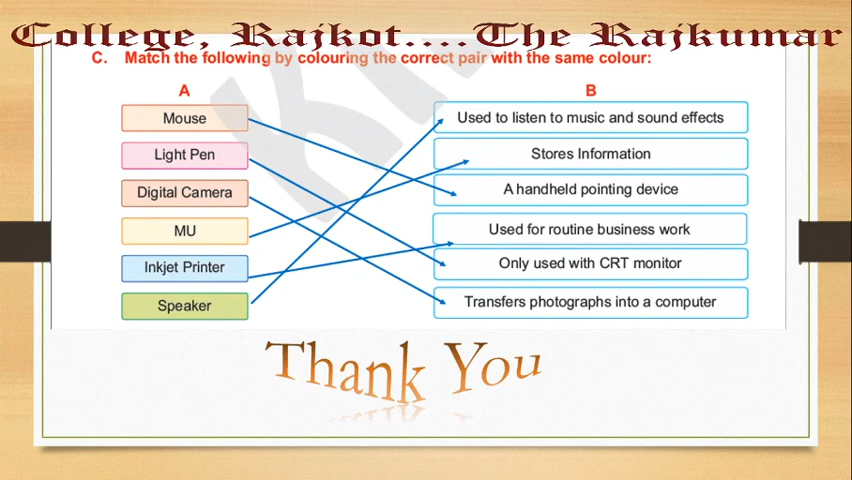 College, Rajkot....The Rajkumar
C. Match the following by colouring the correct pair with the same colour:
A B
Mouse Used to listen to music and sound effects
Light Pen Stores Information
Digital Camera A handheld pointing device
MU Used for routine business work
Inkjet Printer Only used with CRT monitor
Speaker Transfers photographs into a computer
Thank You